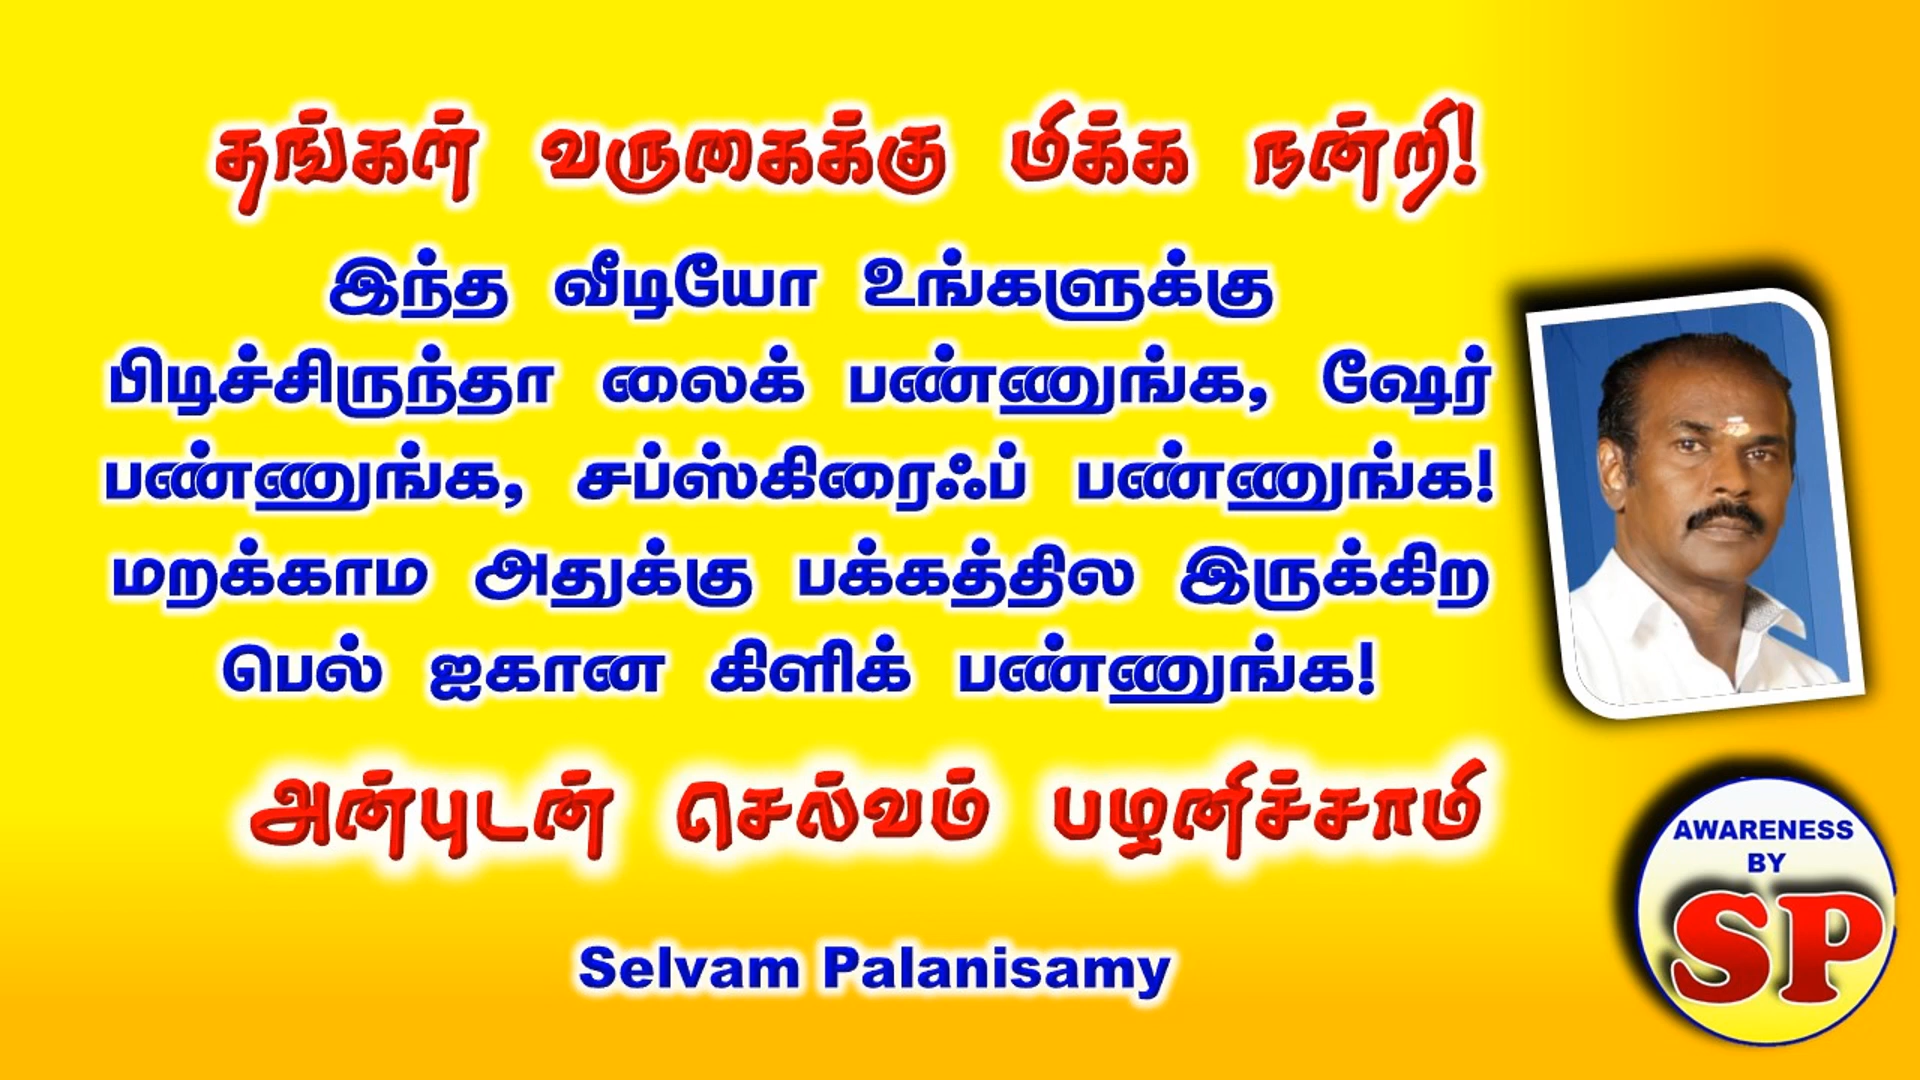 தங்கள் வருகைக்கு மிக்க நன்றி!
இந்த வீடியோ உங்களுக்கு
பிடிச்சிருந்தா லைக் பண்ணுங்க, ஷேர்
பண்ணுங்க, சப்ஸ்கிரைஃப் பண்ணுங்க!
மறக்காம அதுக்கு பக்கத்தில இருக்கிற
பெல் ஐகான கிளிக் பண்ணுங்க!
அன்புடன் செல்வம் பழனிச்சாமி
Selvam Palanisamy
AWARENESS
BY
SP